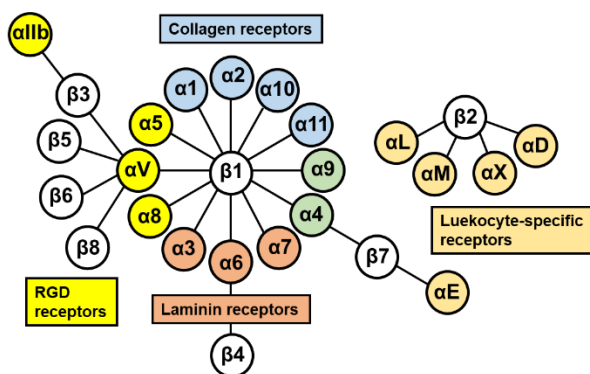 αIIb
Collagen receptors
β3
α1
α2
α10
β5
α5
α11
β2
αL
αD
αM
αX
αV
β1
α9
β6
α8
α4
Luekocyte-specific
receptors
β8
α3
α6
α7
β7
RGD
receptors
Laminin receptors
αE
β4